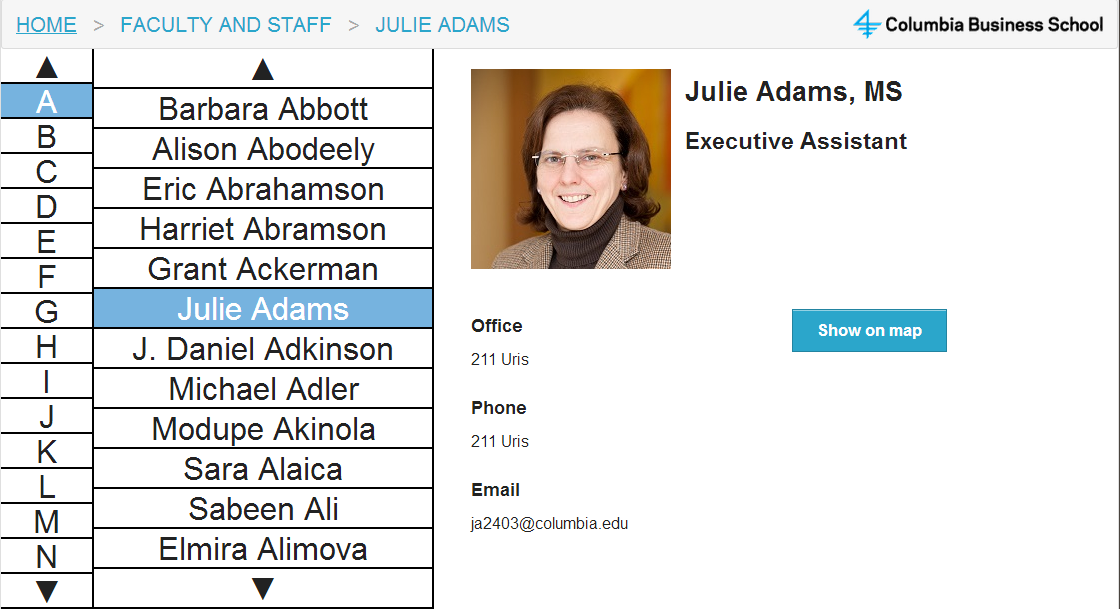 HOME > FACULTY AND STAFF > JULIE ADAMS
Columbia Business School
▲
A
B
C
D
E
F
G
H
I
J
K
L
M
N
▼
▲
Barbara Abbott
Alison Abodeely
Eric Abrahamson
Harriet Abramson
Grant Ackerman
Julie Adams
J. Daniel Adkinson
Michael Adler
Modupe Akinola
Sara Alaica
Sabeen Ali
Elmira Alimova
▼
Julie Adams, MS
Executive Assistant
Office
211 Uris
Show on map
Phone
211 Uris
Email
ja2403@columbia.edu